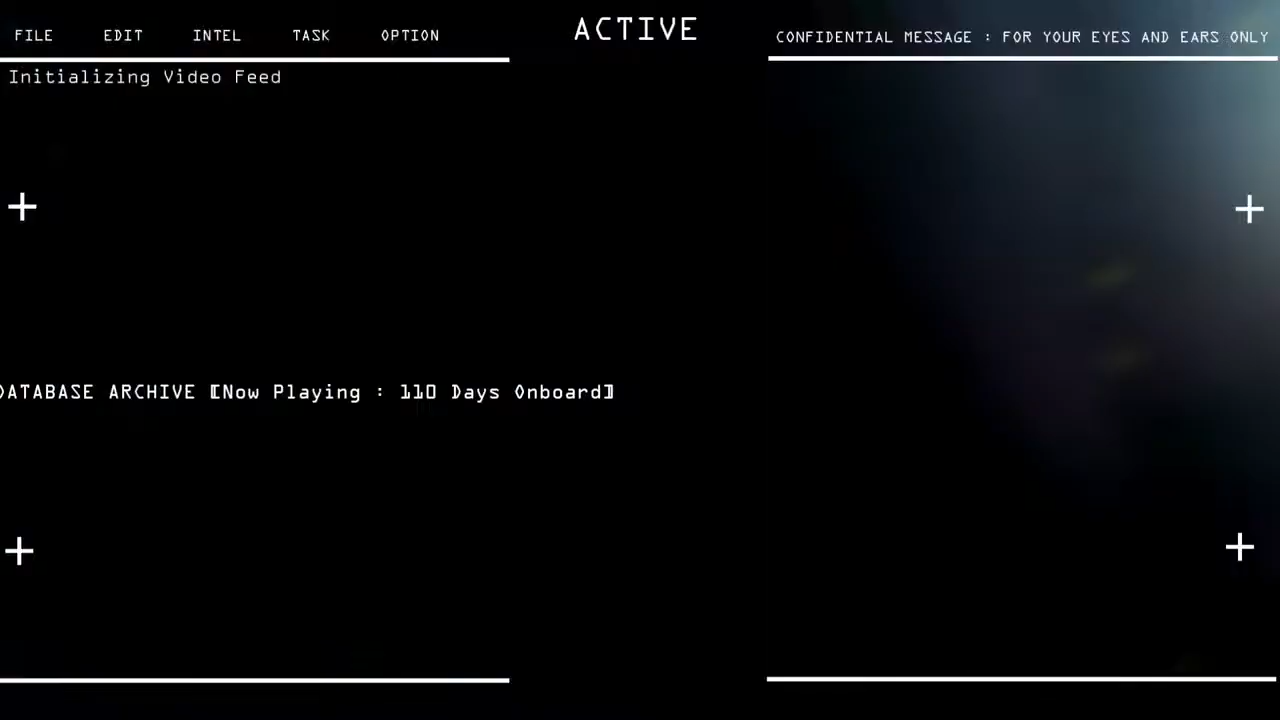 FILE EDIT INTEL TASK OPTION
ACTIVE
CONFIDENTIAL MESSAGE : FOR YOUR EYES AND EARS ONLY
Initializing Video Feed
DATABASE ARCHIVE [Now Playing : 110 Days Onboard]